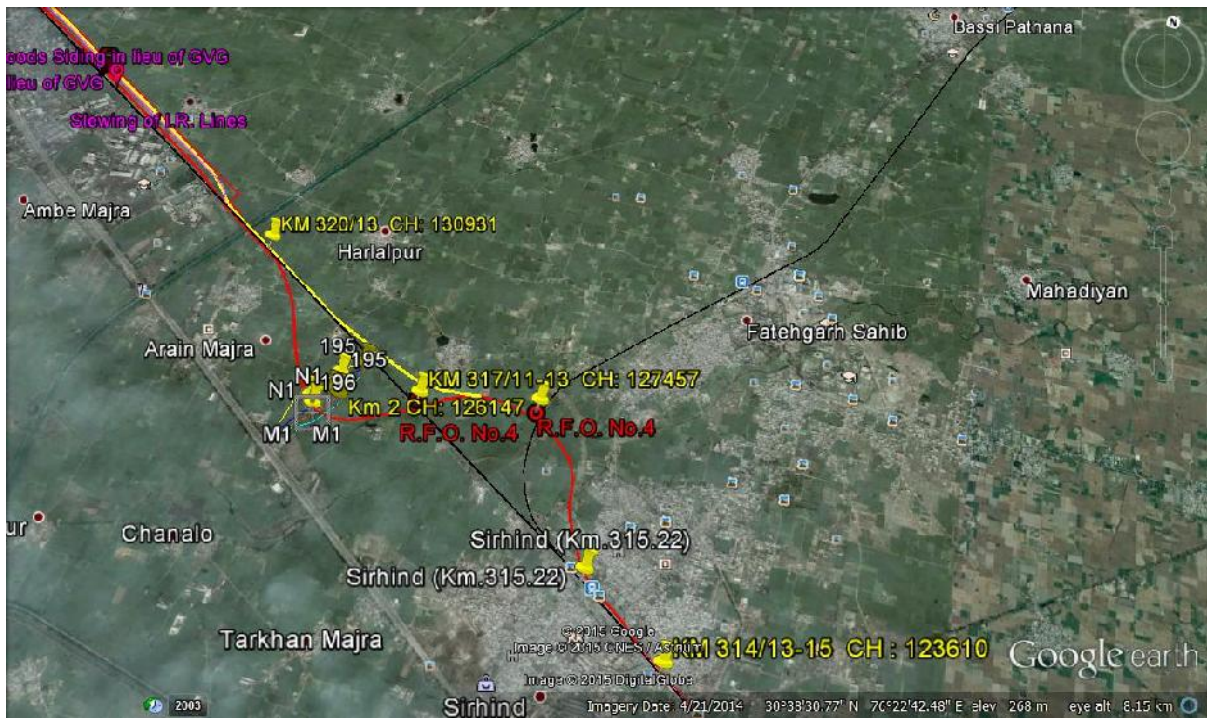 Bassi Pathana
Goods Siding in lieu of GVG
lieu of GVG
Slewing of I.R. Lines
Ambe Majra
KM 320/13 CH: 130931
Harlalpur
Mahadiyan
Fatehgarh Sahib
Arain Majra
195
195
N1
N1
196
KM 317/11-13 CH: 127457
Km 2 CH: 126147
R.F.O. No.4
R.F.O. No.4
M1
M1
ur
Chanalo
Sirhind (Km.315.22)
Sirhind (Km.315.22)
Tarkhan Majra
© 2015 Google
Image © 2015 CNES / Astrium
Image © 2015 DigitalGlobe
KM 314/13-15 CH : 123610
Google earth
Sirhind
2003
Imagery Date: 4/21/2014 30°38'30.77" N 76°22'42.48" E elev 268 m eye alt 8.15 km